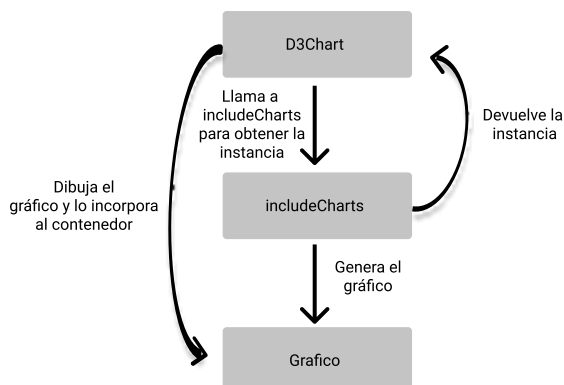 D3Chart
Llama a
includeCharts
para obtener la
instancia
Devuelve la
instancia
Dibuja el
gráfico y lo incorpora
al contenedor
includeCharts
Genera el
gráfico
Grafico